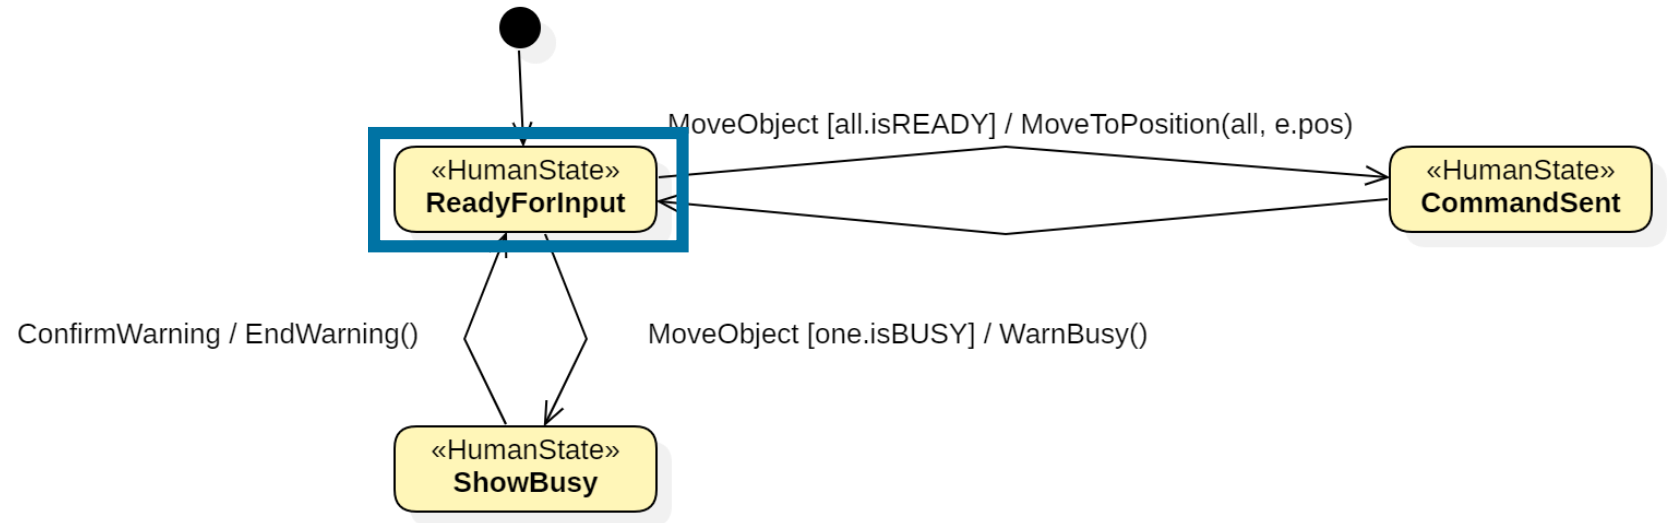 MoveObject [all.isREADY] / MoveToPosition(all, e.pos)
«HumanState»
ReadyForInput
«HumanState»
CommandSent
ConfirmWarning / EndWarning()
MoveObject [one.isBUSY] / WarnBusy()
«HumanState»
ShowBusy